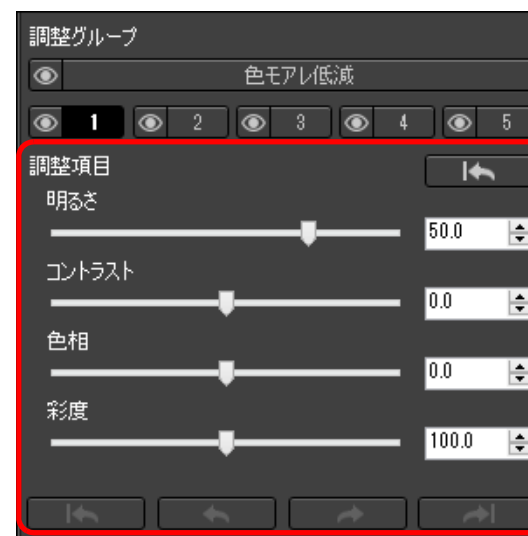 調整グループ
色モアレ低減
1 2 3 4 5
調整項目
明るさ
50.0
コントラスト
0.0
色相
0.0
彩度
100.0